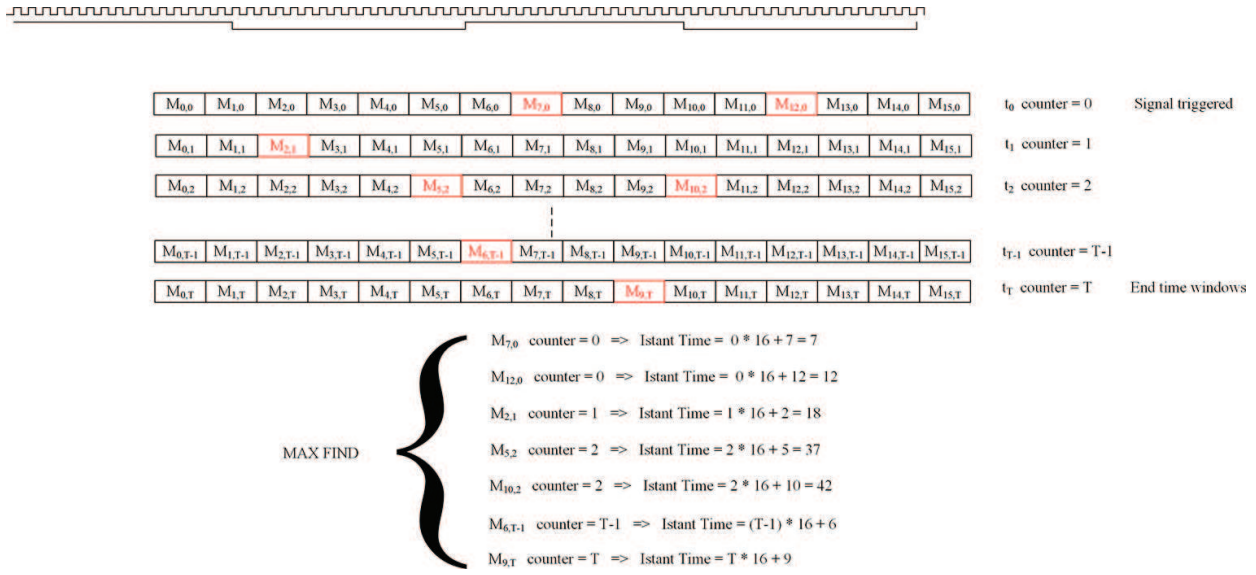 M0,0 M1,0 M2,0 M3,0 M4,0 M5,0 M6,0 M7,0 M8,0 M9,0 M10,0 M11,0 M12,0 M13,0 M14,0 M15,0 t0 counter = 0 Signal triggered
M0,1 M1,1 M2,1 M3,1 M4,1 M5,1 M6,1 M7,1 M8,1 M9,1 M10,1 M11,1 M12,1 M13,1 M14,1 M15,1 t1 counter = 1
M0,2 M1,2 M2,2 M3,2 M4,2 M5,2 M6,2 M7,2 M8,2 M9,2 M10,2 M11,2 M12,2 M13,2 M14,2 M15,2 t2 counter = 2
M0,T-1 M1,T-1 M2,T-1 M3,T-1 M4,T-1 M5,T-1 M6,T-1 M7,T-1 M8,T-1 M9,T-1 M10,T-1 M11,T-1 M12,T-1 M13,T-1 M14,T-1 M15,T-1 tT-1 counter = T-1
M0,T M1,T M2,T M3,T M4,T M5,T M6,T M7,T M8,T M9,T M10,T M11,T M12,T M13,T M14,T M15,T tT counter = T End time windows
MAX FIND
M7,0 counter = 0 => Istant Time = 0 * 16 + 7 = 7
M12,0 counter = 0 => Istant Time = 0 * 16 + 12 = 12
M2,1 counter = 1 => Istant Time = 1 * 16 + 2 = 18
M5,2 counter = 2 => Istant Time = 2 * 16 + 5 = 37
M10,2 counter = 2 => Istant Time = 2 * 16 + 10 = 42
M6,T-1 counter = T-1 => Istant Time = (T-1) * 16 + 6
M9,T counter = T => Istant Time = T * 16 + 9